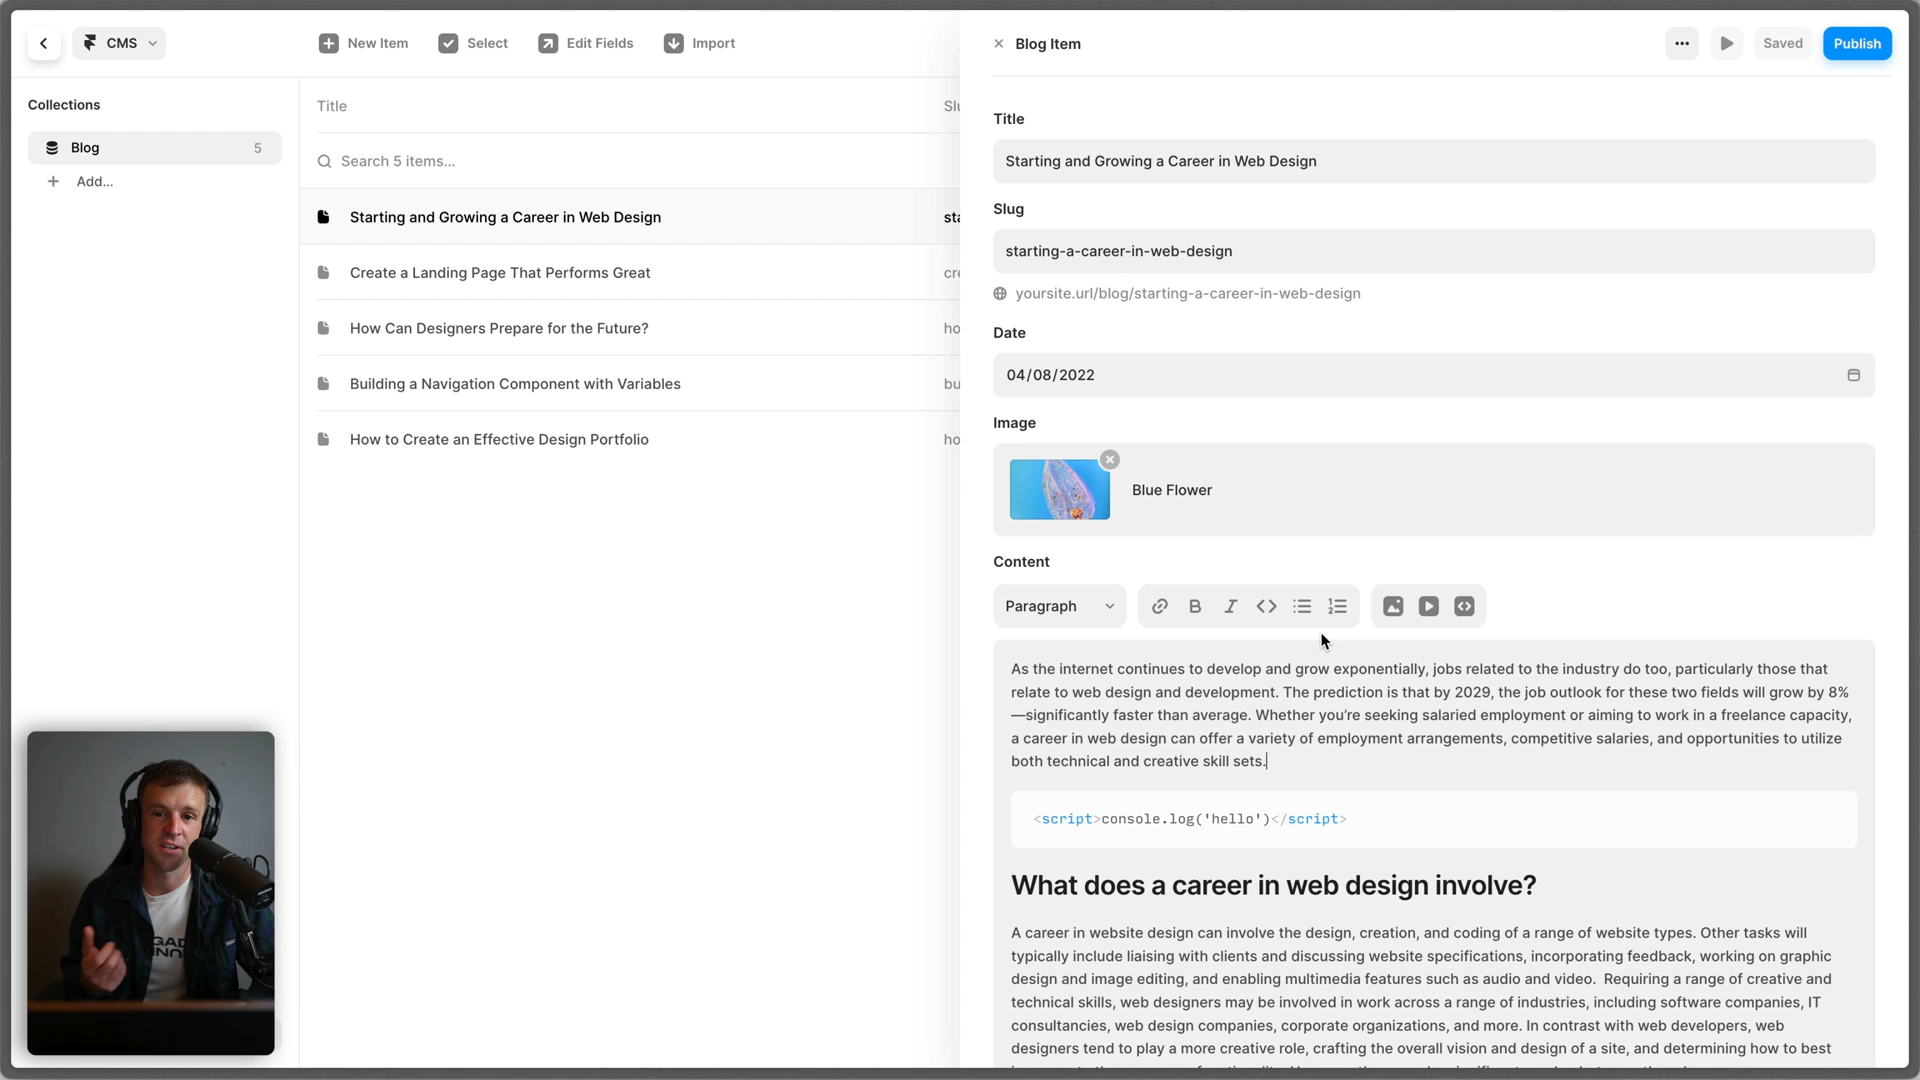 CMS
New Item
Select
Edit Fields
Import
Blog Item
Saved
Publish
Collections
Blog
5
Add...
Title
Slu
Search 5 items...
Starting and Growing a Career in Web Design
sta
Create a Landing Page That Performs Great
cre
How Can Designers Prepare for the Future?
ho
Building a Navigation Component with Variables
bu
How to Create an Effective Design Portfolio
ho
Title
Starting and Growing a Career in Web Design
Slug
starting-a-career-in-web-design
yoursite.url/blog/starting-a-career-in-web-design
Date
04/08/2022
Image
Blue Flower
Content
Paragraph
As the internet continues to develop and grow exponentially, jobs related to the industry do too, particularly those that
relate to web design and development. The prediction is that by 2029, the job outlook for these two fields will grow by 8%
—significantly faster than average. Whether you’re seeking salaried employment or aiming to work in a freelance capacity,
a career in web design can offer a variety of employment arrangements, competitive salaries, and opportunities to utilize
both technical and creative skill sets.
<script>console.log('hello')</script>
What does a career in web design involve?
A career in website design can involve the design, creation, and coding of a range of website types. Other tasks will
typically include liaising with clients and discussing website specifications, incorporating feedback, working on graphic
design and image editing, and enabling multimedia features such as audio and video.  Requiring a range of creative and
technical skills, web designers may be involved in work across a range of industries, including software companies, IT
consultancies, web design companies, corporate organizations, and more. In contrast with web developers, web
designers tend to play a more creative role, crafting the overall vision and design of a site, and determining how to best